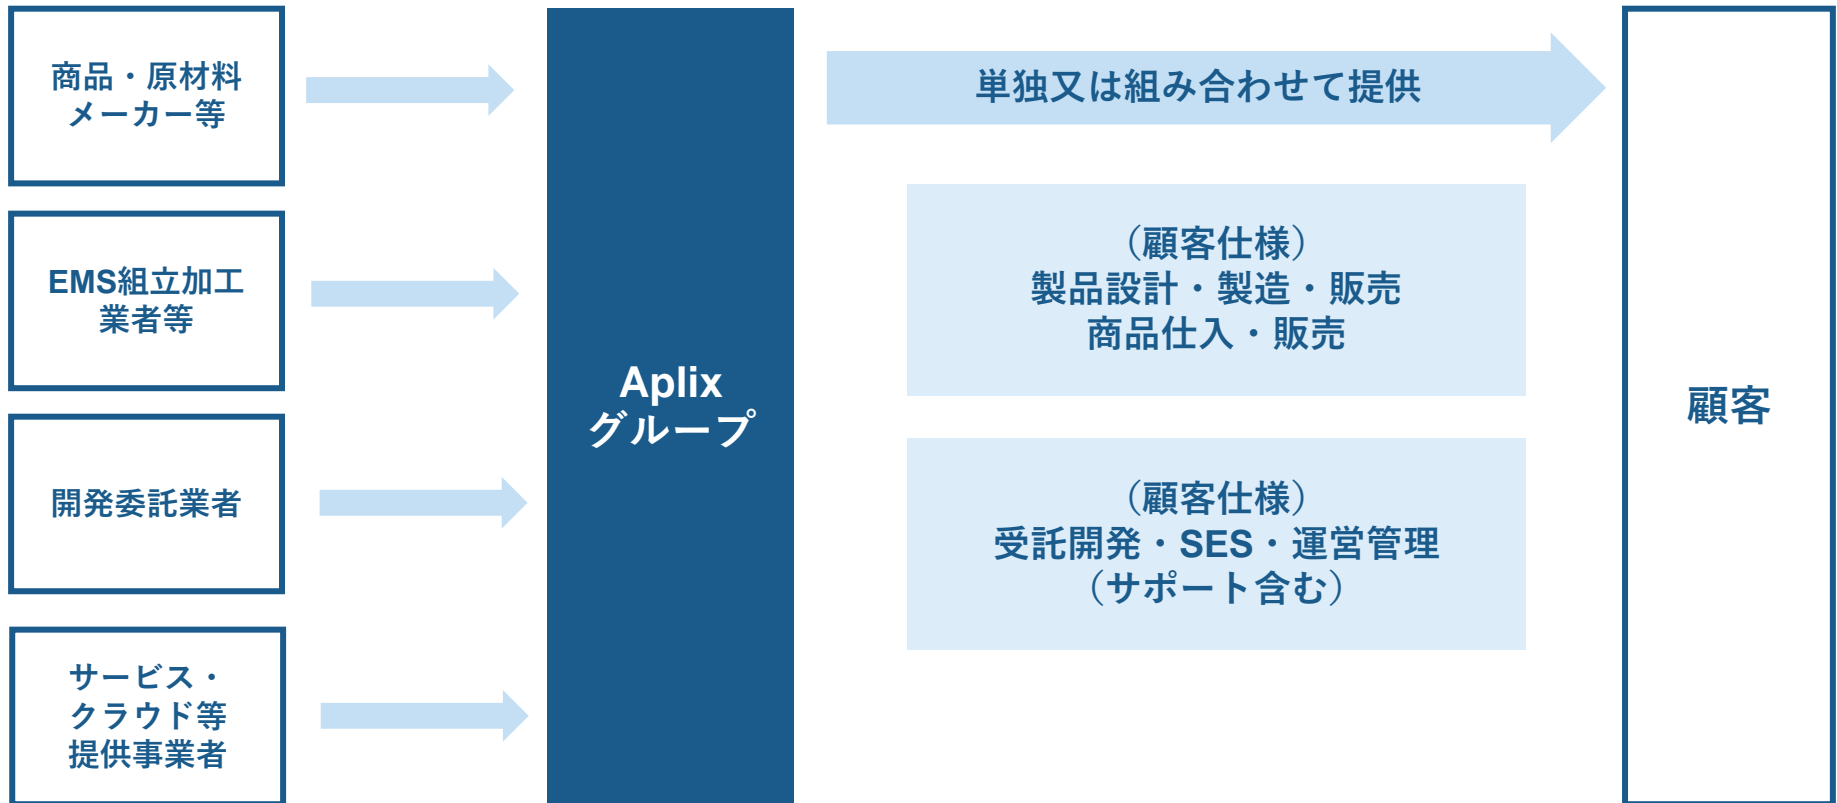 商品・原材料
メーカー等
EMS組立加工
業者等
開発委託業者
サービス・
クラウド等
提供事業者
Aplix
グループ
単独又は組み合わせて提供
（顧客仕様）
製品設計・製造・販売
商品仕入・販売
（顧客仕様）
受託開発・SES・運営管理
（サポート含む）
顧客